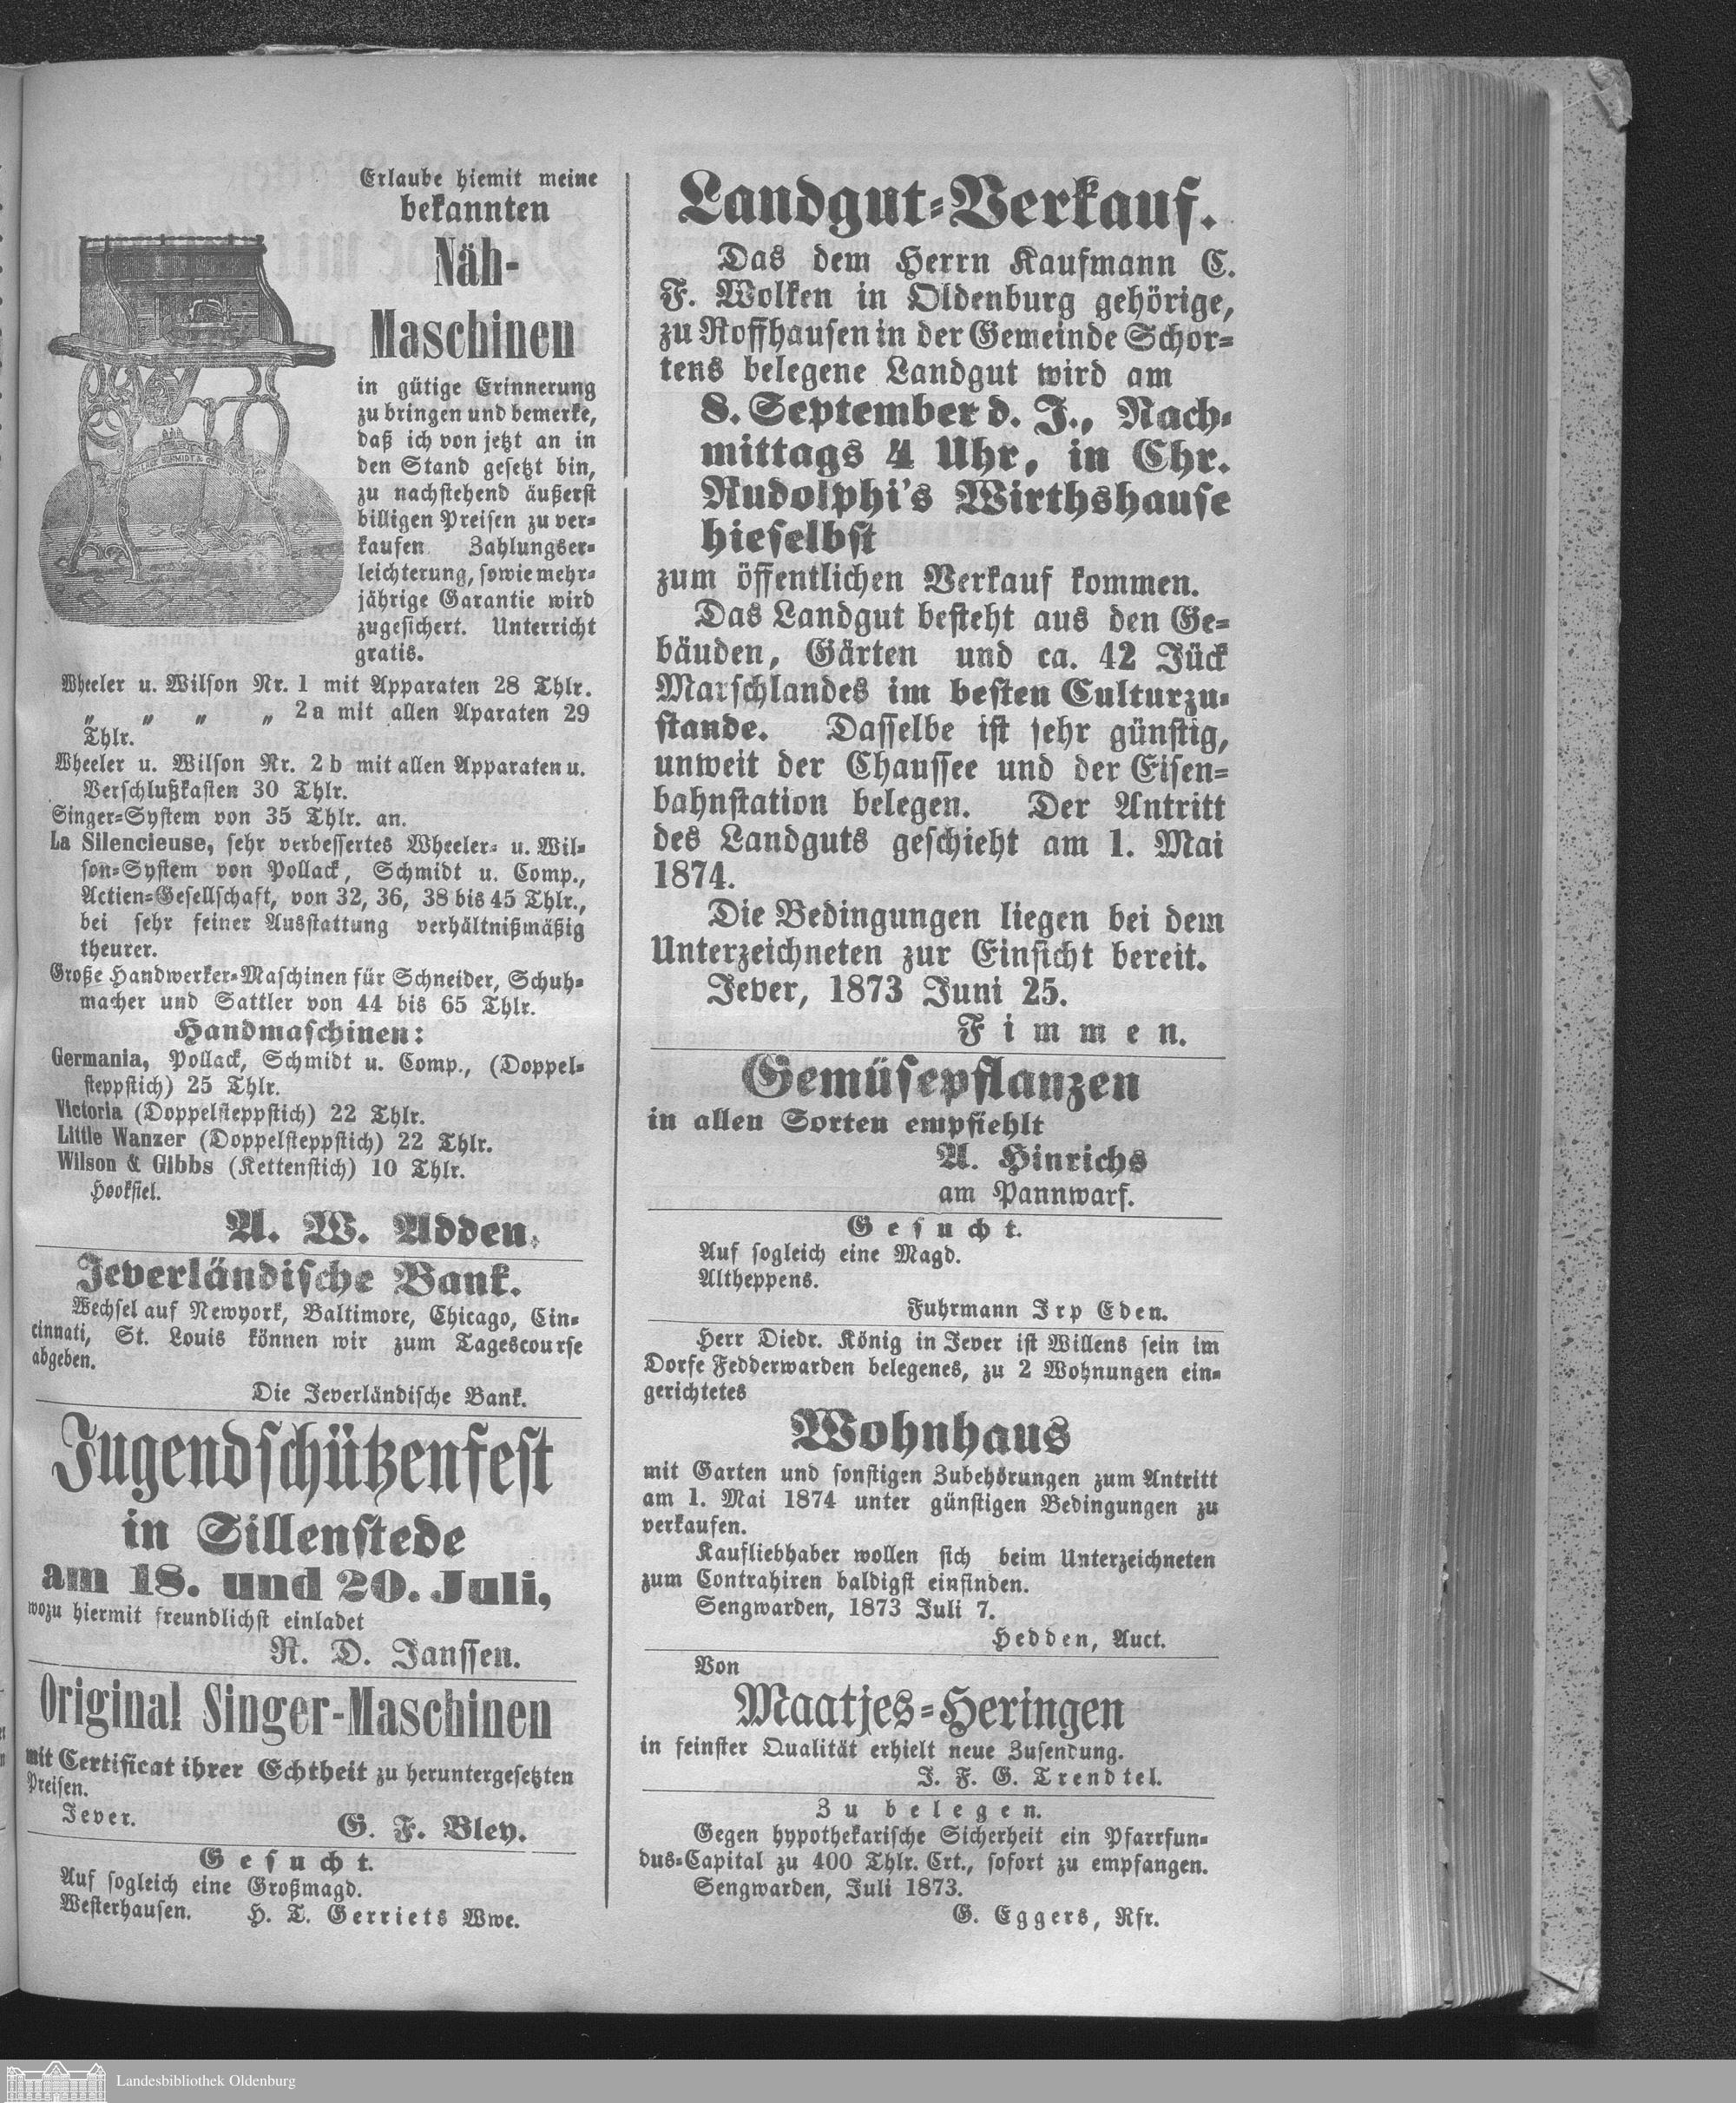 Erlaube hiemit meine
bekannten
Näh-
Maschinen
in gütige Erinnerung
zu bringen und bemerke,
daß ich von jetzt an in
den Stand gesetzt bin,
zu nachstehend äußerst
billigen Preisen zu ver-
kaufen Zahlungser-
leichterung, sowie mehr-
jährige Garantie wird
zugesichert. Unterricht
gratis.
Wheeler u. Wilson Nr. 1 mit Apparaten 28 Thlr.
„ „ „ „ 2a mit allen Aparaten 29
Thlr.
Wheeler u. Wilson Nr. 2b mit allen Apparaten u.
Verschlußkasten 30 Thlr.
Singer-System von 35 Thlr. an.
La Silencieuse, sehr verbessertes Wheeler- u. Wil-
son-System von Pollack, Schmidt u. Comp.,
Actien-Gesellschaft, von 32, 36, 38 bis 45 Thlr.,
bei sehr feiner Ausstattung verhältnißmäßig
theurer.
Große Handwerker-Maschinen für Schneider, Schuh-
macher und Sattler von 44 bis 65 Thlr.
Handmaschinen:
Germania, Pollack, Schmidt u. Comp., (Doppel-
steppstich) 25 Thlr.
Victoria (Doppelsteppstich) 22 Thlr.
Little Wanzer (Doppelsteppstich) 22 Thlr.
Wilson & Gibbs (Kettenstich) 10 Thlr.
Hooksiel.
A. W. Adden.
Jeverländische Bank.
Wechsel auf Newyork, Baltimore, Chicago, Cin-
cinnati, St. Louis können wir zum Tagescourse
abgeben.
Die Jeverländische Bank.
Jugendschützenfest
in Sillenstede
am 18. und 20. Juli,
wozu hiermit freundlichst einladet
R. D. Janssen.
Original Singer-Maschinen
mit Certificat ihrer Echtheit zu heruntergesetzten
Preisen.
Jever. G. F. Bley.
Gesucht.
Auf sogleich eine Großmagd.
Westerhausen. H. T. Gerriets Wwe.
Landgut-Verkauf.
Das dem Herrn Kaufmann C.
F. Wolken in Oldenburg gehörige,
zu Roffhausen in der Gemeinde Schor-
tens belegene Landgut wird am
8. September d. J., Nach-
mittags 4 Uhr, in Chr.
Rudolphi's Wirthshause
hieselbst
zum öffentlichen Verkauf kommen.
Das Landgut besteht aus den Ge-
bäuden, Gärten und ca. 42 Jück
Marschlandes im besten Culturzu-
stande. Dasselbe ist sehr günstig,
unweit der Chaussee und der Eisen-
bahnstation belegen. Der Antritt
des Landguts geschieht am 1. Mai
1874.
Die Bedingungen liegen bei dem
Unterzeichneten zur Einsicht bereit.
Jever, 1873 Juni 25.
Fimmen.
Gemüsepflanzen
in allen Sorten empfiehlt
A. Hinrichs
am Pannwarf.
Gesucht.
Auf sogleich eine Magd.
Altheppens.
Fuhrmann Irp Eden.
Herr Diedr. König in Jever ist Willens sein im
Dorfe Fedderwarden belegenes, zu 2 Wohnungen ein-
gerichtetes
Wohnhaus
mit Garten und sonstigen Zubehörungen zum Antritt
am 1. Mai 1874 unter günstigen Bedingungen zu
verkaufen.
Kaufliebhaber wollen sich beim Unterzeichneten
zum Contrahiren baldigst einfinden.
Sengwarden, 1873 Juli 7.
Hedden, Auct.
Von
Maatjes-Heringen
in feinster Qualität erhielt neue Zusendung.
J. F. G. Trendtel.
Zu belegen.
Gegen hypothekarische Sicherheit ein Pfarrfun-
dus-Capital zu 400 Thlr. Crt., sofort zu empfangen.
Sengwarden, Juli 1873.
G. Eggers, Rfr.
Landesbibliothek Oldenburg